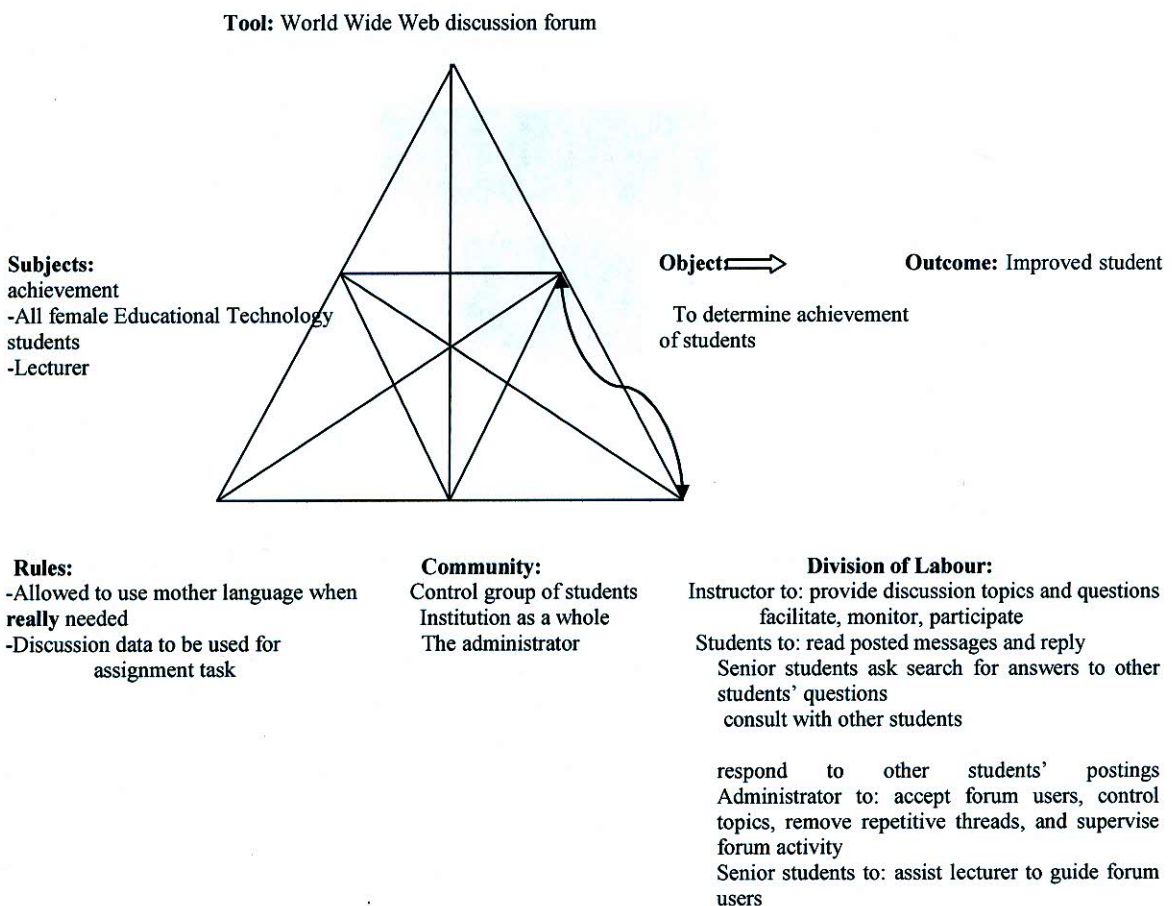 Tool: World Wide Web discussion forum
Subjects:
achievement
-All female Educational Technology
students
-Lecturer
Object:
To determine achievement
of students
Outcome: Improved student
Rules:
-Allowed to use mother language when
really needed
-Discussion data to be used for
assignment task
Community:
Control group of students
Institution as a whole
The administrator
Division of Labour:
Instructor to: provide discussion topics and questions
facilitate, monitor, participate
Students to: read posted messages and reply
Senior students ask search for answers to other
students' questions
consult with other students
respond to other students' postings
Administrator to: accept forum users, control
topics, remove repetitive threads, and supervise
forum activity
Senior students to: assist lecturer to guide forum
users